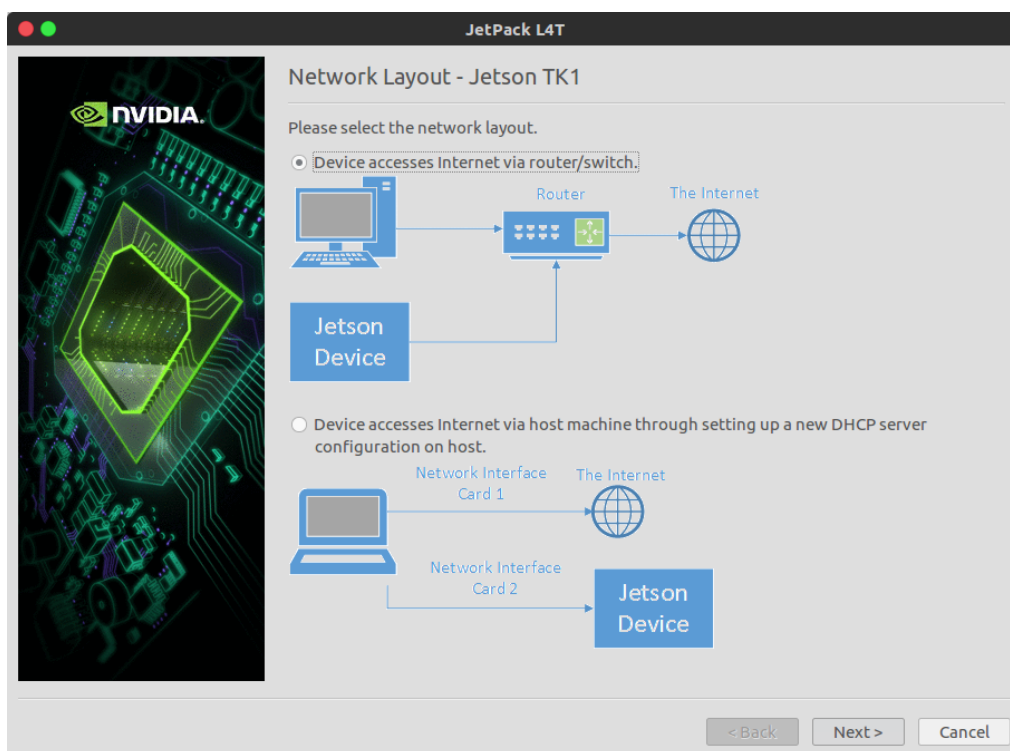 JetPack L4T
NVIDIA.
Network Layout - Jetson TK1
Please select the network layout.
Device accesses Internet via router/switch.
Router
The Internet
Jetson
Device
Device accesses Internet via host machine through setting up a new DHCP server
configuration on host.
Network Interface
Card 1
The Internet
Network Interface
Card 2
Jetson
Device
< Back
Next >
Cancel